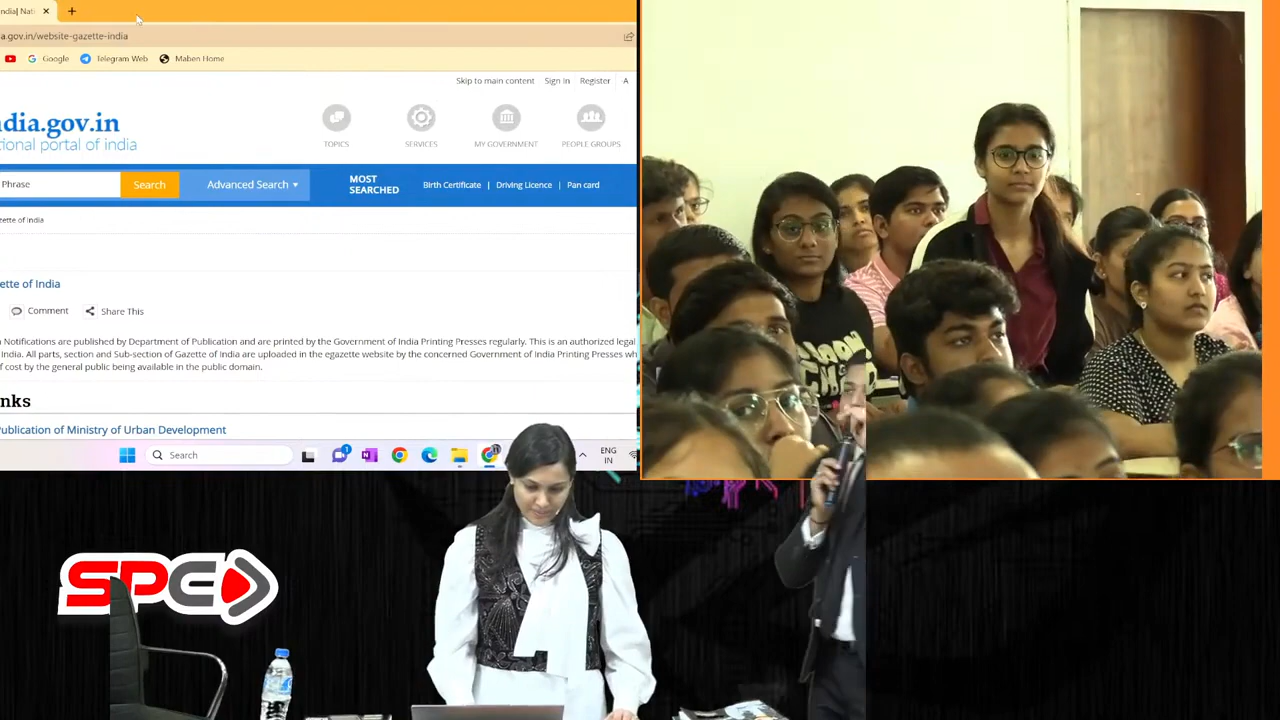 ndia| Nati
a.gov.in/website-gazette-india
Google
Telegram Web
Maben Home
Skip to main content
Sign In
Register
A
dia.gov.in
tional portal of india
TOPICS
SERVICES
MY GOVERNMENT
PEOPLE GROUPS
Phrase
Search
Advanced Search
MOST SEARCHED
Birth Certificate | Driving Licence | Pan card
zette of India
ette of India
Comment
Share This
Notifications are published by Department of Publication and are printed by the Government of India Printing Presses regularly. This is an authorized legal
India. All parts, section and Sub-section of Gazette of India are uploaded in the egazette website by the concerned Government of India Printing Presses wh
f cost by the general public being available in the public domain.
nks
Publication of Ministry of Urban Development
Search
ENG
IN
SPE